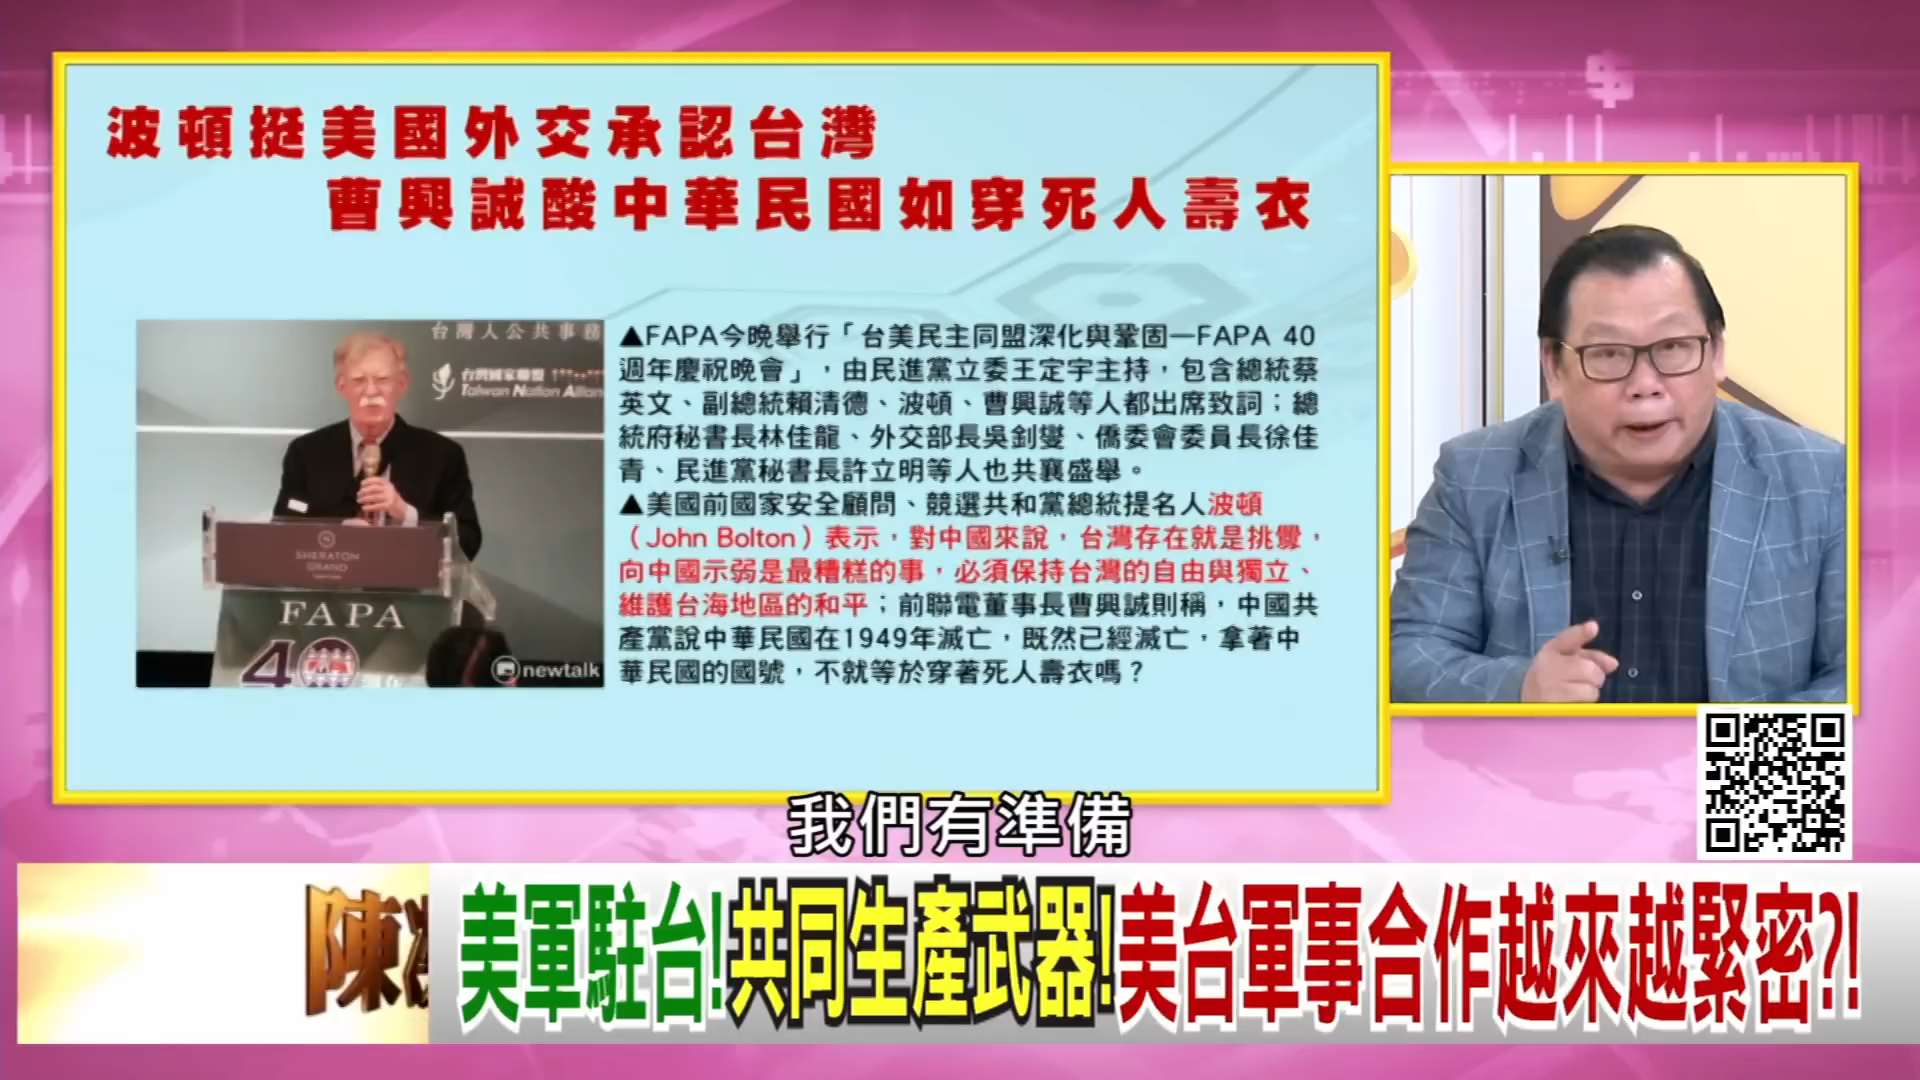 波頓挺美國外交承認台灣
曹興誠酸中華民國如穿死人壽衣
台灣人公共事務
台灣國家聯盟
Taiwan Nation Allian
SHERATON
GRAND
FAPA
40
newtalk
▲FAPA今晚舉行「台美民主同盟深化與鞏固—FAPA 40
週年慶祝晚會」，由民進黨立委王定宇主持，包含總統蔡
英文、副總統賴清德、波頓、曹興誠等人都出席致詞；總
統府秘書長林佳龍、外交部長吳釗燮、僑委會委員長徐佳
青、民進黨秘書長許立明等人也共襄盛舉。
▲美國前國家安全顧問、競選共和黨總統提名人波頓
（John Bolton）表示，對中國來說，台灣存在就是挑釁，
向中國示弱是最糟糕的事，必須保持台灣的自由與獨立、
維護台海地區的和平；前聯電董事長曹興誠則稱，中國共
產黨說中華民國在1949年滅亡，既然已經滅亡，拿著中
華民國的國號，不就等於穿著死人壽衣嗎？
我們有準備
陳
美軍駐台!共同生產武器!美台軍事合作越來越緊密?!